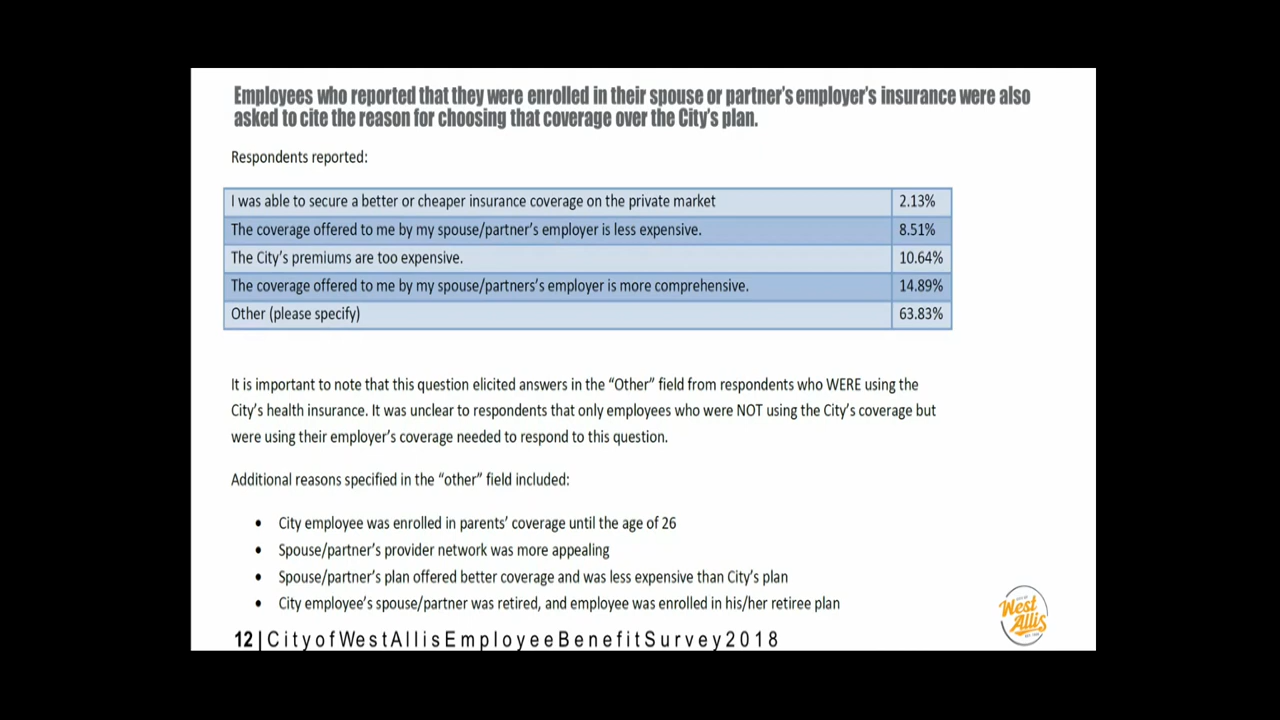 Employees who reported that they were enrolled in their spouse or partner's employer's insurance were also
asked to cite the reason for choosing that coverage over the City's plan.
Respondents reported:
I was able to secure a better or cheaper insurance coverage on the private market 2.13%
The coverage offered to me by my spouse/partner's employer is less expensive. 8.51%
The City's premiums are too expensive. 10.64%
The coverage offered to me by my spouse/partners's employer is more comprehensive. 14.89%
Other (please specify) 63.83%
It is important to note that this question elicited answers in the "Other" field from respondents who WERE using the
City's health insurance. It was unclear to respondents that only employees who were NOT using the City's coverage but
were using their employer's coverage needed to respond to this question.
Additional reasons specified in the "other" field included:
• City employee was enrolled in parents' coverage until the age of 26
• Spouse/partner's provider network was more appealing
• Spouse/partner's plan offered better coverage and was less expensive than City's plan
• City employee's spouse/partner was retired, and employee was enrolled in his/her retiree plan
12 | C i t y o f W e s t A l l i s E m p l o y e e B e n e f i t S u r v e y 2 0 1 8
West
Allis